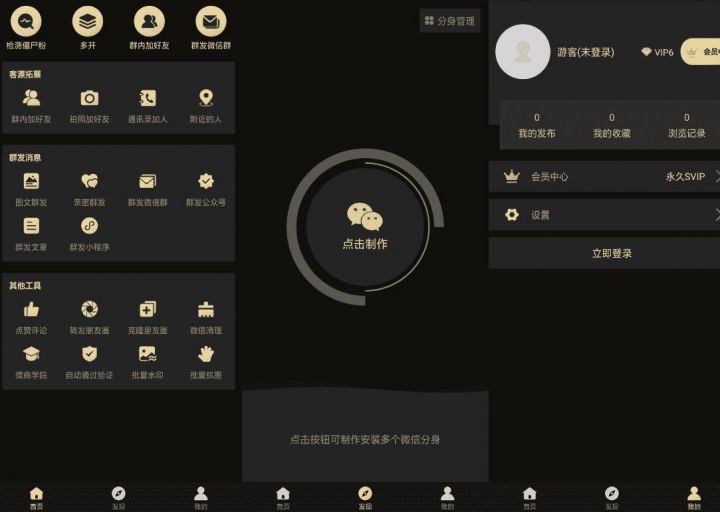 检测僵尸粉
多开
群内加好友
群发微信群
客源拓展
群内加好友
拍照加好友
通讯录加人
附近的人
群发消息
图文群发
亲密群发
群发微信群
群发公众号
群发文章
群发小程序
其他工具
点赞评论
转发朋友圈
克隆朋友圈
微信清理
微商学院
自动通过验证
批量水印
批量抓图
首页
发现
我的
分身管理
点击制作
点击按钮可制作安装多个微信分身
首页
发现
我的
游客(未登录)
VIP6
会员中
0
0
0
我的发布
我的收藏
浏览记录
会员中心
永久SVIP
设置
立即登录
首页
发现
我的